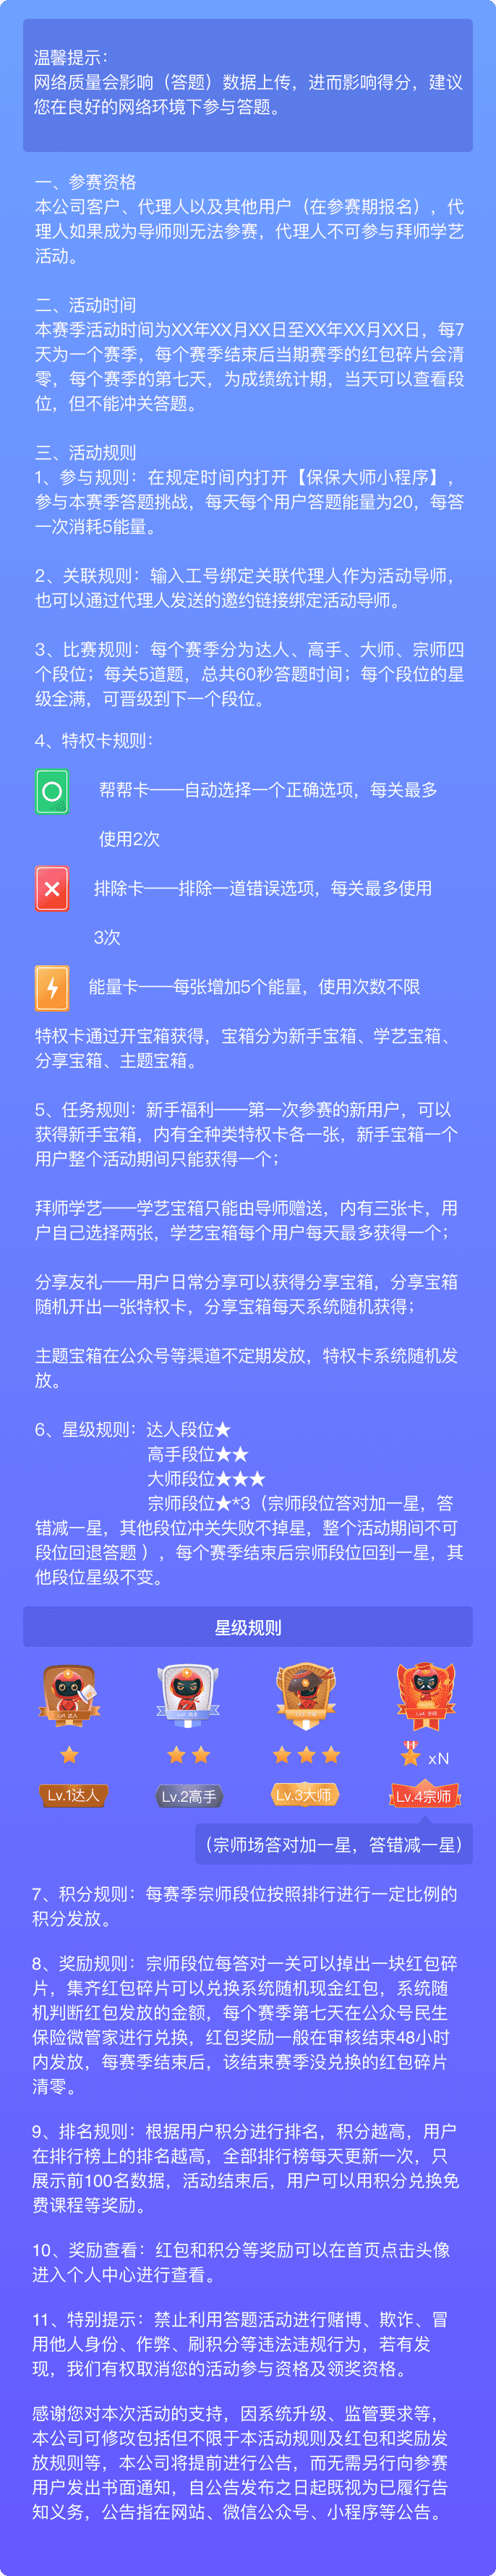 温馨提示：
网络质量会影响（答题）数据上传，进而影响得分，建议
您在良好的网络环境下参与答题。
一、参赛资格
本公司客户、代理人以及其他用户（在参赛期报名），代
理人如果成为导师则无法参赛，代理人不可参与拜师学艺
活动。
二、活动时间
本赛季活动时间为XX年XX月XX日至XX年XX月XX日，每7
天为一个赛季，每个赛季结束后当期赛季的红包碎片会清
零，每个赛季的第七天，为成绩统计期，当天可以查看段
位，但不能冲关答题。
三、活动规则
1、参与规则：在规定时间内打开【保保大师小程序】，
参与本赛季答题挑战，每天每个用户答题能量为20，每答
一次消耗5能量。
2、关联规则：输入工号绑定关联代理人作为活动导师，
也可以通过代理人发送的邀约链接绑定活动导师。
3、比赛规则：每个赛季分为达人、高手、大师、宗师四
个段位；每关5道题，总共60秒答题时间；每个段位的星
级全满，可晋级到下一个段位。
4、特权卡规则：
帮帮卡——自动选择一个正确选项，每关最多
使用2次
排除卡——排除一道错误选项，每关最多使用
3次
能量卡——每张增加5个能量，使用次数不限
特权卡通过开宝箱获得，宝箱分为新手宝箱、学艺宝箱、
分享宝箱、主题宝箱。
5、任务规则：新手福利——第一次参赛的新用户，可以
获得新手宝箱，内有全种类特权卡各一张，新手宝箱一个
用户整个活动期间只能获得一个；
拜师学艺——学艺宝箱只能由导师赠送，内有三张卡，用
户自己选择两张，学艺宝箱每个用户每天最多获得一个；
分享友礼——用户日常分享可以获得分享宝箱，分享宝箱
随机开出一张特权卡，分享宝箱每天系统随机获得；
主题宝箱在公众号等渠道不定期发放，特权卡系统随机发
放。
6、星级规则：达人段位★
高手段位★★
大师段位★★★
宗师段位★*3（宗师段位答对加一星，答
错减一星，其他段位冲关失败不掉星，整个活动期间不可
段位回退答题 ），每个赛季结束后宗师段位回到一星，其
他段位星级不变。
星级规则
Lv1.达人
xN
Lv.1达人 Lv.2高手 Lv.3大师 Lv.4宗师
（宗师场答对加一星，答错减一星）
7、积分规则：每赛季宗师段位按照排行进行一定比例的
积分发放。
8、奖励规则：宗师段位每答对一关可以掉出一块红包碎
片，集齐红包碎片可以兑换系统随机现金红包，系统随
机判断红包发放的金额，每个赛季第七天在公众号民生
保险微管家进行兑换，红包奖励一般在审核结束48小时
内发放，每赛季结束后，该结束赛季没兑换的红包碎片
清零。
9、排名规则：根据用户积分进行排名，积分越高，用户
在排行榜上的排名越高，全部排行榜每天更新一次，只
展示前100名数据，活动结束后，用户可以用积分兑换免
费课程等奖励。
10、奖励查看：红包和积分等奖励可以在首页点击头像
进入个人中心进行查看。
11、特别提示：禁止利用答题活动进行赌博、欺诈、冒
用他人身份、作弊、刷积分等违法违规行为，若有发
现，我们有权取消您的活动参与资格及领奖资格。
感谢您对本次活动的支持，因系统升级、监管要求等，
本公司可修改包括但不限于本活动规则及红包和奖励发
放规则等，本公司将提前进行公告，而无需另行向参赛
用户发出书面通知，自公告发布之日起既视为已履行告
知义务，公告指在网站、微信公众号、小程序等公告。